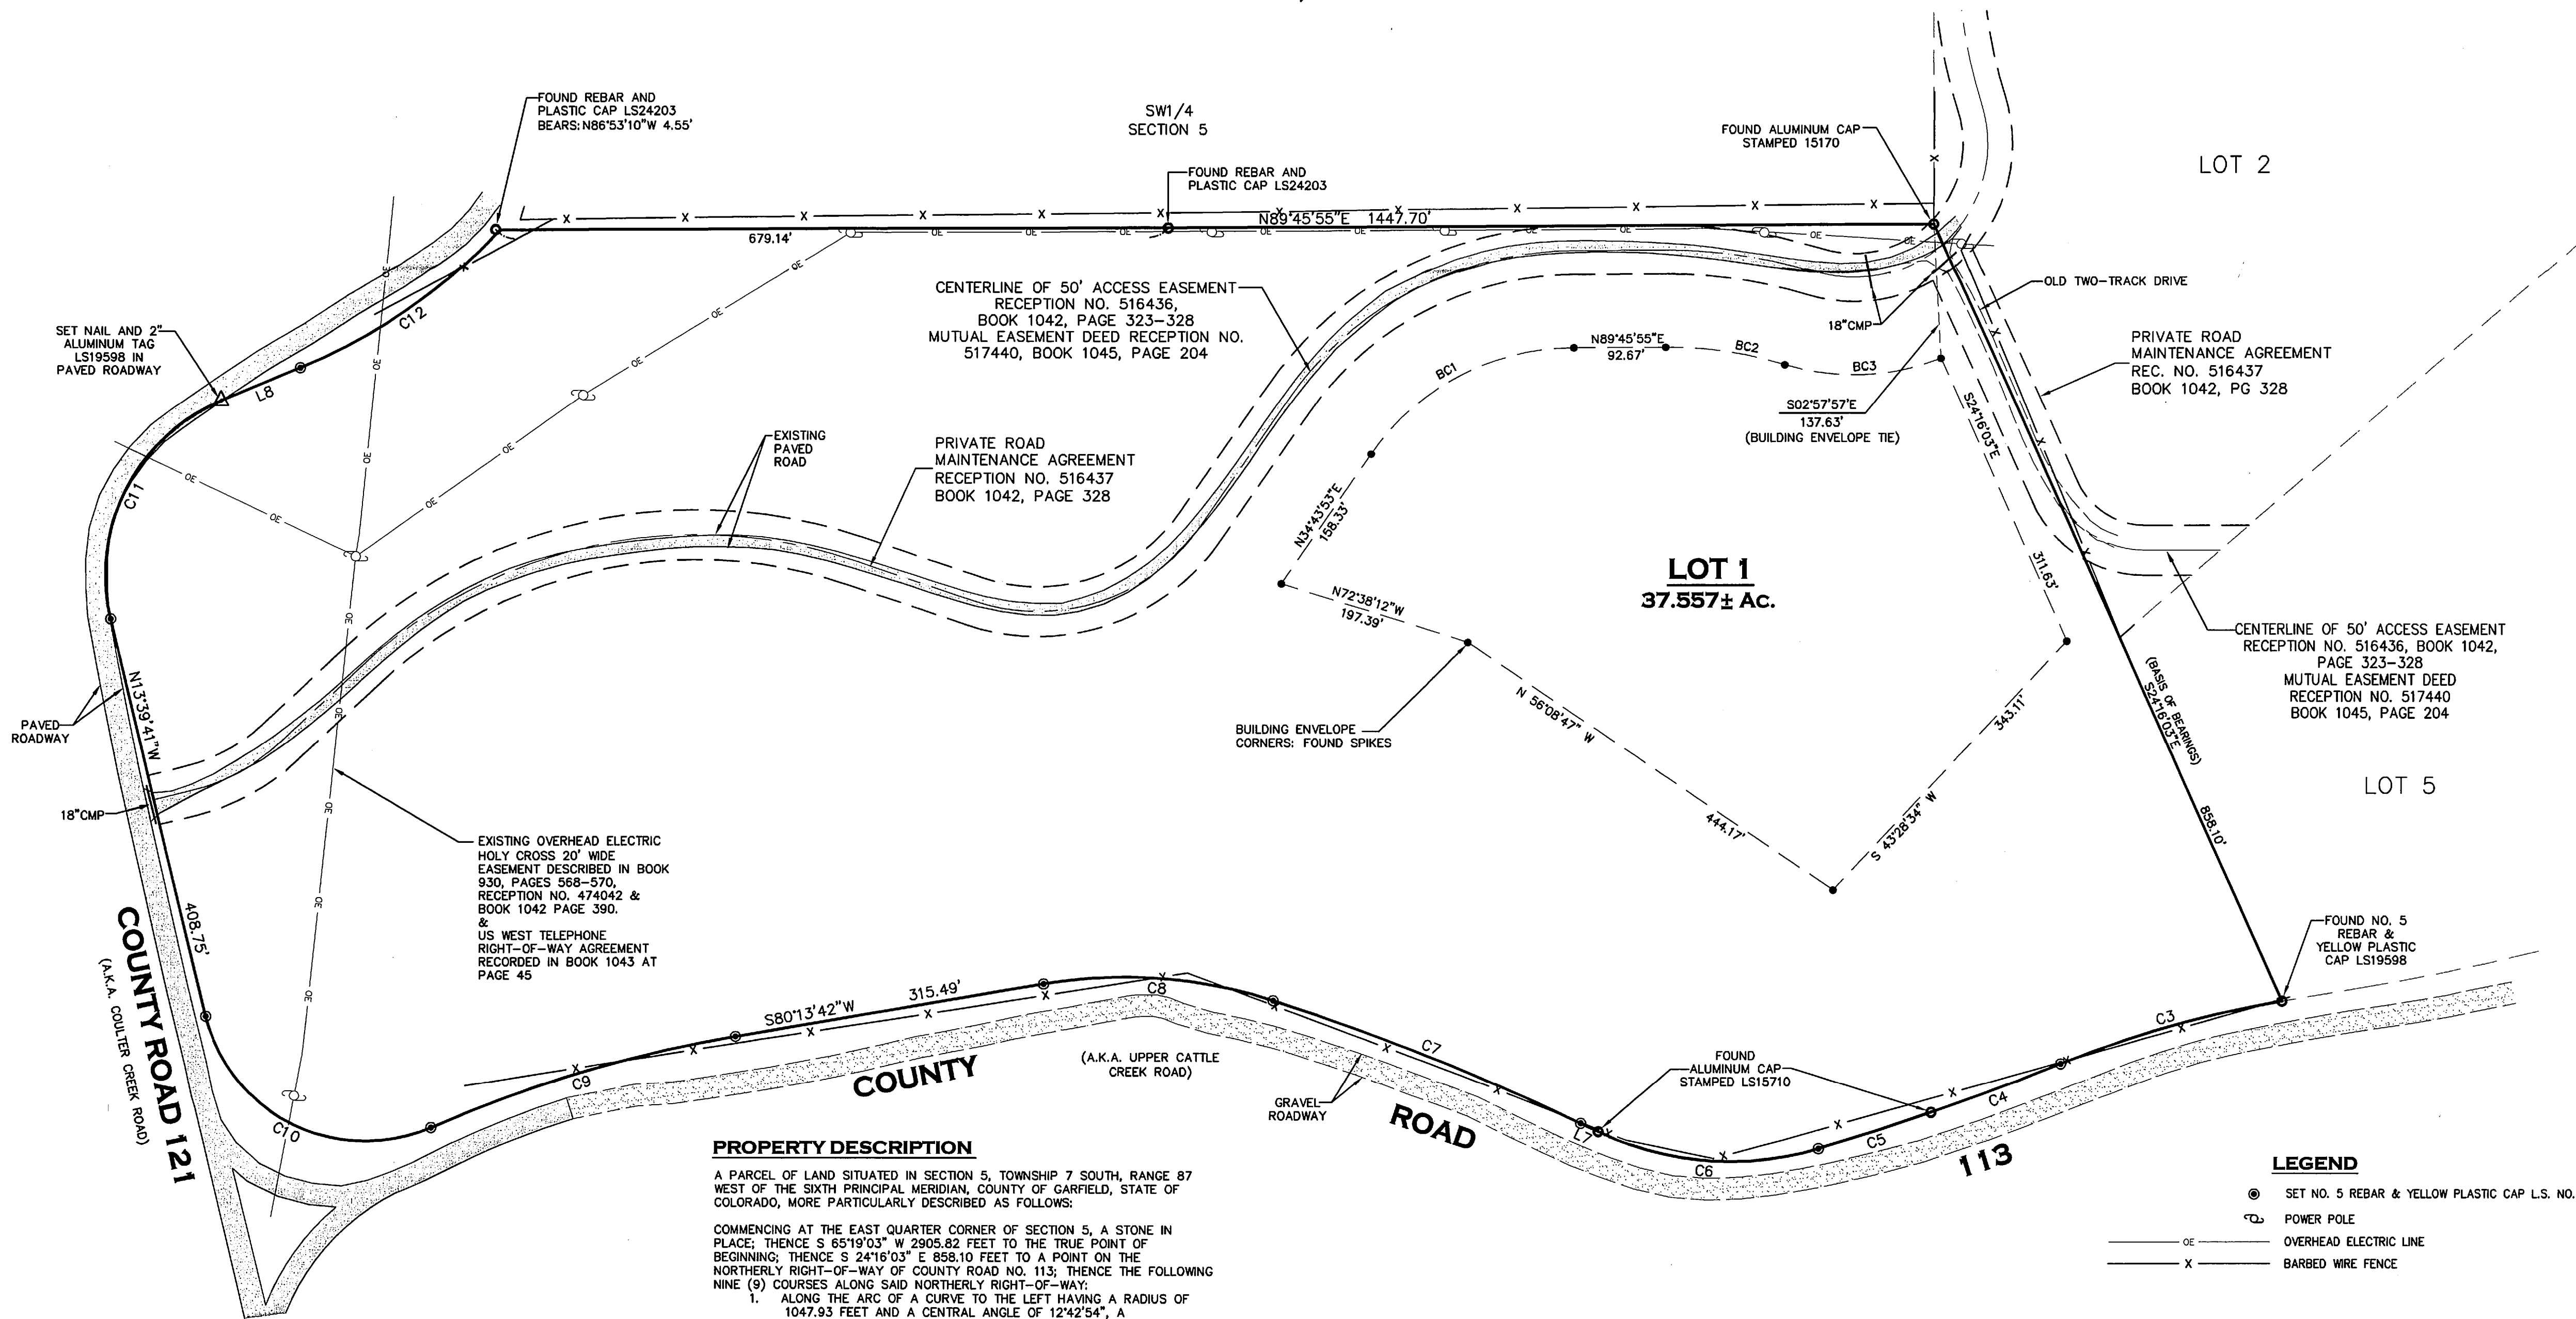 FOUND REBAR AND
PLASTIC CAP LS24203
BEARS: N86°53'10"W 4.55'
SW1/4
SECTION 5
FOUND ALUMINUM CAP
STAMPED 15170
LOT 2
FOUND REBAR AND
PLASTIC CAP LS24203
N89°45'55"E 1447.70'
679.14'
CENTERLINE OF 50' ACCESS EASEMENT
RECEPTION NO. 516436,
BOOK 1042, PAGE 323-328
MUTUAL EASEMENT DEED RECEPTION NO.
517440, BOOK 1045, PAGE 204
18"CMP
OLD TWO-TRACK DRIVE
PRIVATE ROAD
MAINTENANCE AGREEMENT
REC. NO. 516437
BOOK 1042, PG 328
SET NAIL AND 2"
ALUMINUM TAG
LS19598 IN
PAVED ROADWAY
C12
L8
C11
N89°45'55"E
92.67'
BC1
BC2
BC3
S02°57'57"E
137.63'
(BUILDING ENVELOPE TIE)
S24°16'03"E
311.63'
EXISTING
PAVED
ROAD
PRIVATE ROAD
MAINTENANCE AGREEMENT
RECEPTION NO. 516437
BOOK 1042, PAGE 328
N34°43'53"E
158.33'
N72°38'12"W
197.39'
LOT 1
37.557± AC.
CENTERLINE OF 50' ACCESS EASEMENT
RECEPTION NO. 516436, BOOK 1042,
PAGE 323-328
MUTUAL EASEMENT DEED
RECEPTION NO. 517440
BOOK 1045, PAGE 204
(BASIS OF BEARINGS)
S24°16'03"E
858.10'
N 56°08'47" W
444.17'
343.11'
S 43°28'34" W
BUILDING ENVELOPE
CORNERS: FOUND SPIKES
LOT 5
PAVED
ROADWAY
N13°39'41"W
408.75'
18"CMP
EXISTING OVERHEAD ELECTRIC
HOLY CROSS 20' WIDE
EASEMENT DESCRIBED IN BOOK
930, PAGES 568-570,
RECEPTION NO. 474042 &
BOOK 1042 PAGE 390.
&
US WEST TELEPHONE
RIGHT-OF-WAY AGREEMENT
RECORDED IN BOOK 1043 AT
PAGE 45
COUNTY ROAD 121
(A.K.A. COULTER CREEK ROAD)
FOUND NO. 5
REBAR &
YELLOW PLASTIC
CAP LS19598
S80°13'42"W
315.49'
C8
C9
C10
C7
C3
C4
C5
C6
L7
COUNTY
(A.K.A. UPPER CATTLE
CREEK ROAD)
ROAD
113
GRAVEL
ROADWAY
FOUND
ALUMINUM CAP
STAMPED LS15710
PROPERTY DESCRIPTION
A PARCEL OF LAND SITUATED IN SECTION 5, TOWNSHIP 7 SOUTH, RANGE 87
WEST OF THE SIXTH PRINCIPAL MERIDIAN, COUNTY OF GARFIELD, STATE OF
COLORADO, MORE PARTICULARLY DESCRIBED AS FOLLOWS:
COMMENCING AT THE EAST QUARTER CORNER OF SECTION 5, A STONE IN
PLACE; THENCE S 65°19'03" W 2905.82 FEET TO THE TRUE POINT OF
BEGINNING; THENCE S 24°16'03" E 858.10 FEET TO A POINT ON THE
NORTHERLY RIGHT-OF-WAY OF COUNTY ROAD NO. 113; THENCE THE FOLLOWING
NINE (9) COURSES ALONG SAID NORTHERLY RIGHT-OF-WAY:
1. ALONG THE ARC OF A CURVE TO THE LEFT HAVING A RADIUS OF
1047.93 FEET AND A CENTRAL ANGLE OF 12°42'54", A
LEGEND
SET NO. 5 REBAR & YELLOW PLASTIC CAP L.S. NO.
POWER POLE
OE OVERHEAD ELECTRIC LINE
X BARBED WIRE FENCE